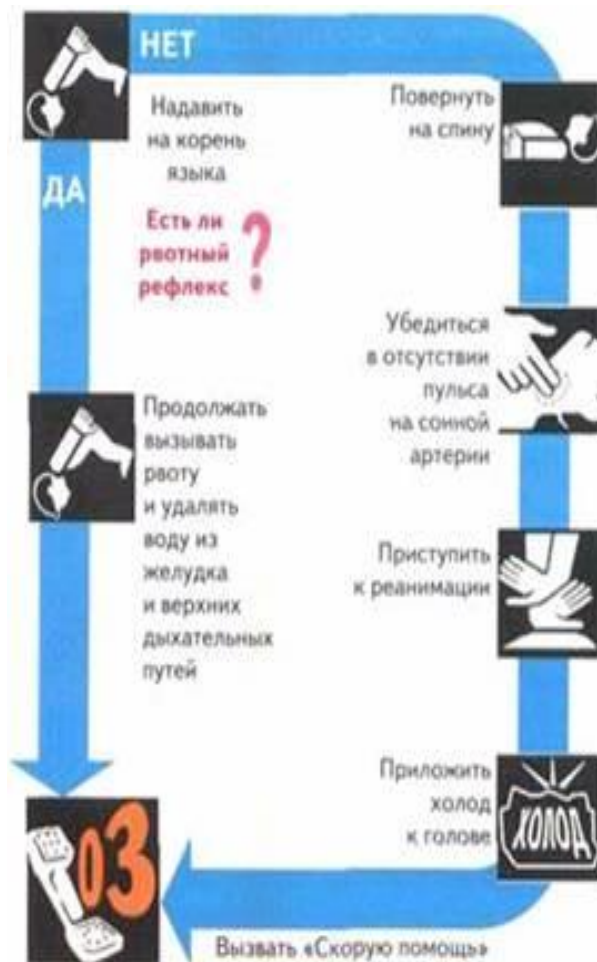 НЕТ
Надавить
на корень
языка
ДА
Есть ли
рвотный
рефлекс
?
Продолжать
вызывать
рвоту
и удалять
воду из
желудка
и верхних
дыхательных
путей
Повернуть
на спину
Убедиться
в отсутствии
пульса
на сонной
артерии
Приступить
к реанимации
Приложить
холод
к голове
ХОЛОД
03
Вызвать «Скорую помощь»